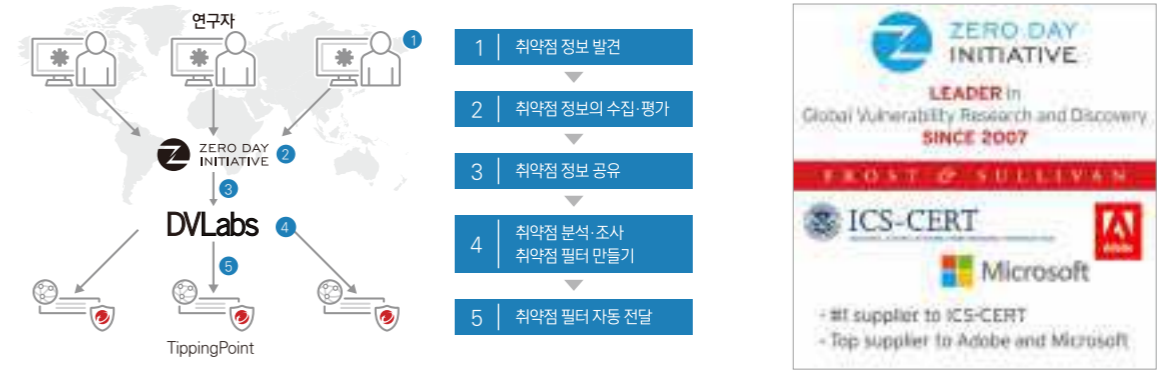 연구자
1
ZERO DAY
INITIATIVE
2
3
DVLabs
4
5
TippingPoint
1 취약점 정보 발견
2 취약점 정보의 수집·평가
3 취약점 정보 공유
4 취약점 분석·조사
취약점 필터 만들기
5 취약점 필터 자동 전달
ZERO DAY
INITIATIVE
LEADER in
Global Vulnerability Research and Discovery
SINCE 2007
FROST & SULLIVAN
ICS-CERT
Adobe
Microsoft
- #1 supplier to ICS-CERT
- Top supplier to Adobe and Microsoft